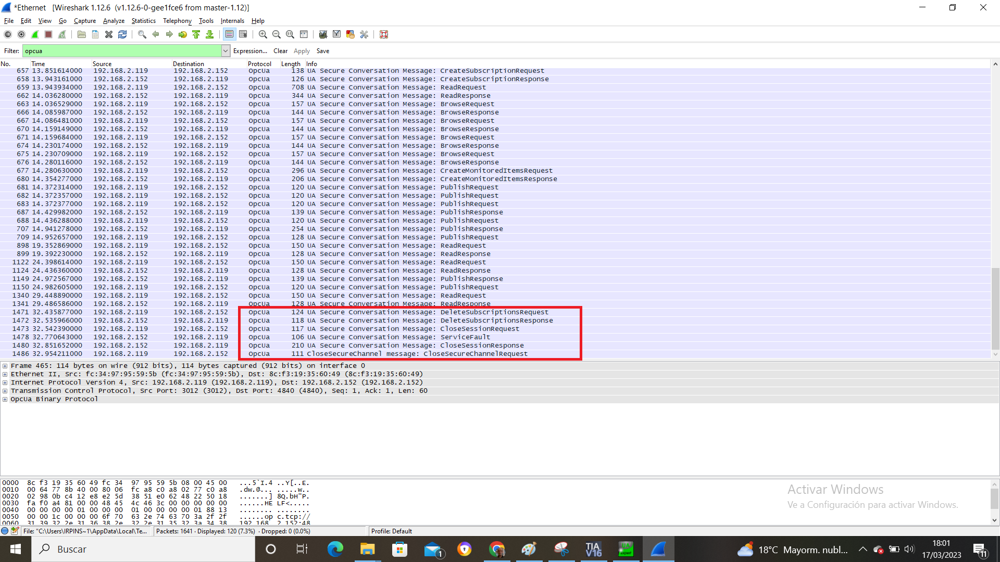 *Ethernet [Wireshark 1.12.6 (v1.12.6-0-gee1fce6 from master-1.12)]
File Edit View Go Capture Analyze Statistics Telephony Tools Internals Help
Filter: opcua Expression... Clear Apply Save
No. Time Source Destination Protocol Length Info
657 13.851614000 192.168.2.119 192.168.2.152 OpcUa 138 UA Secure Conversation Message: CreateSubscriptionRequest
658 13.943161000 192.168.2.152 192.168.2.119 OpcUa 126 UA Secure Conversation Message: CreateSubscriptionResponse
659 13.943934000 192.168.2.119 192.168.2.152 OpcUa 708 UA Secure Conversation Message: ReadRequest
662 14.036280000 192.168.2.152 192.168.2.119 OpcUa 344 UA Secure Conversation Message: ReadResponse
663 14.036529000 192.168.2.119 192.168.2.152 OpcUa 157 UA Secure Conversation Message: BrowseRequest
666 14.085987000 192.168.2.152 192.168.2.119 OpcUa 144 UA Secure Conversation Message: BrowseResponse
667 14.086481000 192.168.2.119 192.168.2.152 OpcUa 157 UA Secure Conversation Message: BrowseRequest
670 14.159149000 192.168.2.152 192.168.2.119 OpcUa 144 UA Secure Conversation Message: BrowseResponse
671 14.159684000 192.168.2.119 192.168.2.152 OpcUa 157 UA Secure Conversation Message: BrowseRequest
674 14.230174000 192.168.2.152 192.168.2.119 OpcUa 144 UA Secure Conversation Message: BrowseResponse
675 14.230709000 192.168.2.119 192.168.2.152 OpcUa 157 UA Secure Conversation Message: BrowseRequest
676 14.280116000 192.168.2.152 192.168.2.119 OpcUa 144 UA Secure Conversation Message: BrowseResponse
677 14.280630000 192.168.2.119 192.168.2.152 OpcUa 296 UA Secure Conversation Message: CreateMonitoredItemsRequest
680 14.354277000 192.168.2.152 192.168.2.119 OpcUa 206 UA Secure Conversation Message: CreateMonitoredItemsResponse
681 14.372314000 192.168.2.119 192.168.2.152 OpcUa 120 UA Secure Conversation Message: PublishRequest
682 14.372357000 192.168.2.119 192.168.2.152 OpcUa 120 UA Secure Conversation Message: PublishRequest
683 14.372377000 192.168.2.119 192.168.2.152 OpcUa 120 UA Secure Conversation Message: PublishRequest
687 14.429982000 192.168.2.152 192.168.2.119 OpcUa 139 UA Secure Conversation Message: PublishResponse
688 14.436288000 192.168.2.119 192.168.2.152 OpcUa 120 UA Secure Conversation Message: PublishRequest
707 14.941278000 192.168.2.152 192.168.2.119 OpcUa 254 UA Secure Conversation Message: PublishResponse
709 14.952657000 192.168.2.119 192.168.2.152 OpcUa 128 UA Secure Conversation Message: PublishRequest
898 19.352869000 192.168.2.119 192.168.2.152 OpcUa 150 UA Secure Conversation Message: ReadRequest
899 19.392230000 192.168.2.152 192.168.2.119 OpcUa 128 UA Secure Conversation Message: ReadResponse
1122 24.398614000 192.168.2.119 192.168.2.152 OpcUa 150 UA Secure Conversation Message: ReadRequest
1124 24.436360000 192.168.2.152 192.168.2.119 OpcUa 128 UA Secure Conversation Message: ReadResponse
1149 24.972567000 192.168.2.152 192.168.2.119 OpcUa 139 UA Secure Conversation Message: PublishResponse
1150 24.982605000 192.168.2.119 192.168.2.152 OpcUa 120 UA Secure Conversation Message: PublishRequest
1340 29.448890000 192.168.2.119 192.168.2.152 OpcUa 150 UA Secure Conversation Message: ReadRequest
1341 29.486586000 192.168.2.152 192.168.2.119 OpcUa 128 UA Secure Conversation Message: ReadResponse
1471 32.435877000 192.168.2.119 192.168.2.152 OpcUa 124 UA Secure Conversation Message: DeleteSubscriptionsRequest
1472 32.535966000 192.168.2.152 192.168.2.119 OpcUa 118 UA Secure Conversation Message: DeleteSubscriptionsResponse
1473 32.542390000 192.168.2.119 192.168.2.152 OpcUa 117 UA Secure Conversation Message: CloseSessionRequest
1478 32.770643000 192.168.2.152 192.168.2.119 OpcUa 106 UA Secure Conversation Message: ServiceFault
1480 32.851652000 192.168.2.152 192.168.2.119 OpcUa 210 UA Secure Conversation Message: CloseSessionResponse
1486 32.954211000 192.168.2.119 192.168.2.152 OpcUa 111 CloseSecureChannel message: CloseSecureChannelRequest
Frame 465: 114 bytes on wire (912 bits), 114 bytes captured (912 bits) on interface 0
Ethernet II, Src: fc:34:97:95:59:5b (fc:34:97:95:59:5b), Dst: 8c:f3:19:35:60:49 (8c:f3:19:35:60:49)
Internet Protocol Version 4, Src: 192.168.2.119 (192.168.2.119), Dst: 192.168.2.152 (192.168.2.152)
Transmission Control Protocol, Src Port: 3012 (3012), Dst Port: 4840 (4840), Seq: 1, Ack: 1, Len: 60
OpcUa Binary Protocol
0000 8c f3 19 35 60 49 fc 34 97 95 59 5b 08 00 45 00 ...5`I.4 ..Y[..E.
0010 00 64 77 8b 40 00 80 06 fc a8 c0 a8 02 77 c0 a8 .dw.@... .....w..
0020 02 98 0b c4 12 e8 e2 5d 38 51 e0 62 48 22 50 18 .......] 8Q.bH"P.
0030 fa f0 a4 81 00 00 48 45 4c 46 3c 00 00 00 00 00 ......HE LF<.....
0040 00 00 00 00 01 00 00 00 01 00 00 00 00 01 88 13 ........ ........
0050 00 00 1c 00 00 00 6f 70 63 2e 74 63 70 3a 2f 2f ......op c.tcp://
0060 31 39 32 2e 31 36 38 2e 32 2e 31 35 32 3a 34 38 192.168. 2.152:48
Activar Windows
Ve a Configuración para activar Windows.
File: "C:\Users\IRPINS~1\AppData\Local\Te... Packets: 1641 · Displayed: 120 (7.3%) · Dropped: 0 (0.0%) Profile: Default
Buscar
1
TIA V16
expert
18°C Mayorm. nubl...
18:01
17/03/2023
11